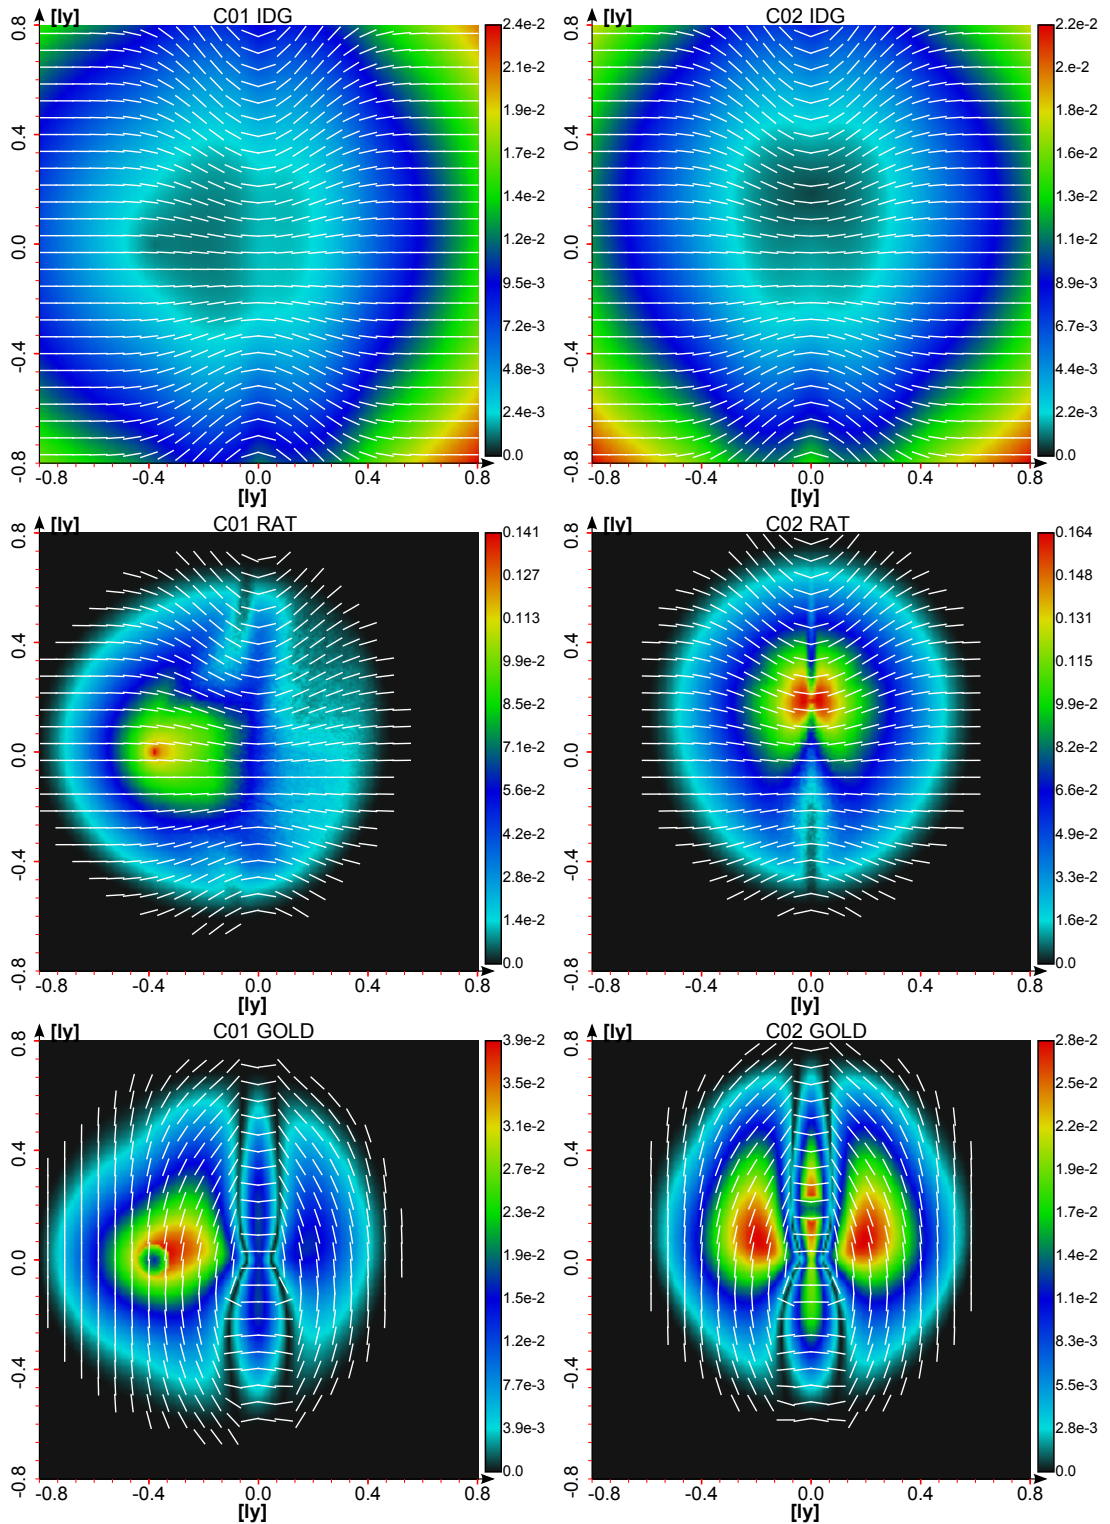 [ly] C01 IDG
0.8
0.4
0.0
-0.4
-0.8
-0.8 -0.4 0.0 0.4 0.8
[ly]
2.4e-2
2.1e-2
1.9e-2
1.7e-2
1.4e-2
1.2e-2
9.5e-3
7.2e-3
4.8e-3
2.4e-3
0.0
[ly] C02 IDG
0.8
0.4
0.0
-0.4
-0.8
-0.8 -0.4 0.0 0.4 0.8
[ly]
2.2e-2
2.e-2
1.8e-2
1.6e-2
1.3e-2
1.1e-2
8.9e-3
6.7e-3
4.5e-3
2.2e-3
0.0
[ly] C01 RAT
0.8
0.4
0.0
-0.4
-0.8
-0.8 -0.4 0.0 0.4 0.8
[ly]
0.141
0.127
0.113
9.9e-2
8.5e-2
7.1e-2
5.6e-2
4.2e-2
2.8e-2
1.4e-2
0.0
[ly] C02 RAT
0.8
0.4
0.0
-0.4
-0.8
-0.8 -0.4 0.0 0.4 0.8
[ly]
0.164
0.148
0.131
0.115
9.9e-2
8.2e-2
6.6e-2
4.9e-2
3.3e-2
1.6e-2
0.0
[ly] C01 GOLD
0.8
0.4
0.0
-0.4
-0.8
-0.8 -0.4 0.0 0.4 0.8
[ly]
3.9e-2
3.5e-2
3.1e-2
2.7e-2
2.3e-2
1.9e-2
1.5e-2
1.2e-2
7.7e-3
3.9e-3
0.0
[ly] C02 GOLD
0.8
0.4
0.0
-0.4
-0.8
-0.8 -0.4 0.0 0.4 0.8
[ly]
2.8e-2
2.5e-2
2.2e-2
1.9e-2
1.7e-2
1.4e-2
1.1e-2
8.3e-3
5.5e-3
2.8e-3
0.0